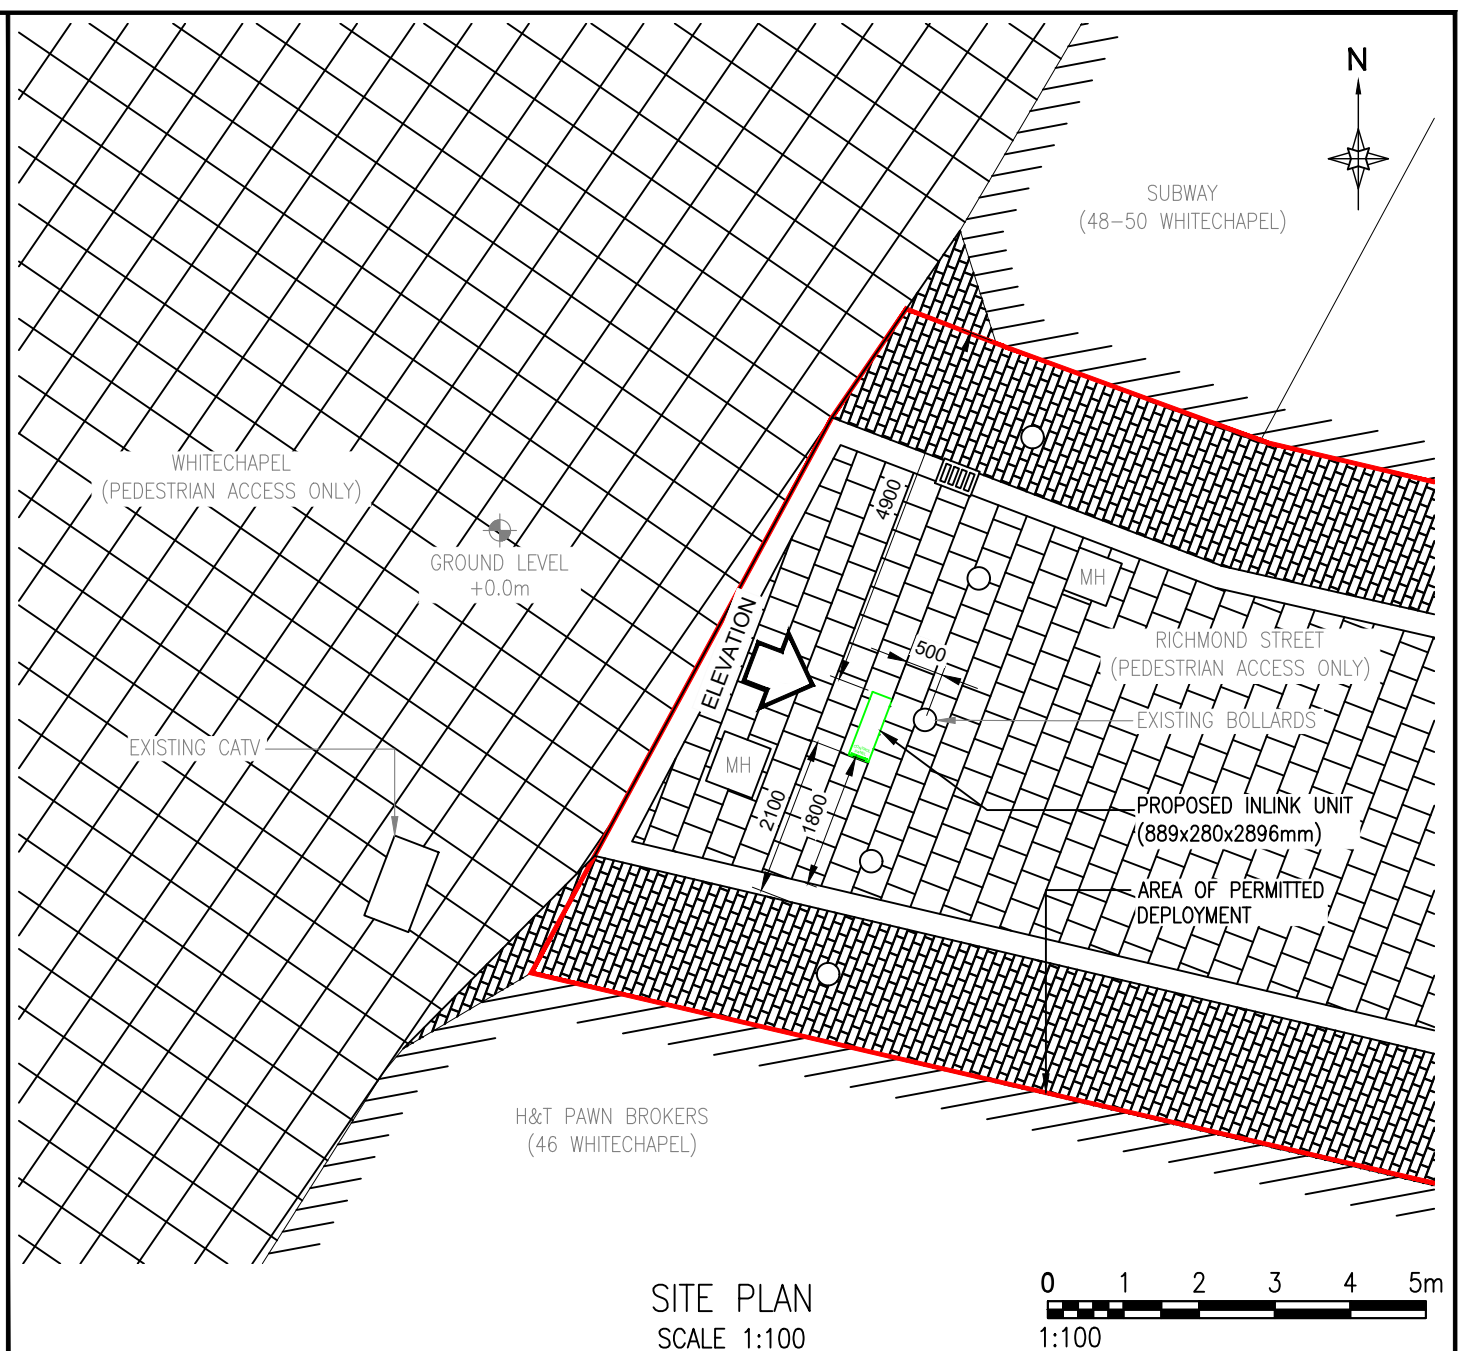 N
SUBWAY
(48-50 WHITECHAPEL)
WHITECHAPEL
(PEDESTRIAN ACCESS ONLY)
GROUND LEVEL
+0.0m
4900
MH
ELEVATION
500
RICHMOND STREET
(PEDESTRIAN ACCESS ONLY)
EXISTING BOLLARDS
EXISTING CATV
MH
2100
1800
PROPOSED INLINK UNIT
(889x280x2896mm)
AREA OF PERMITTED
DEPLOYMENT
H&T PAWN BROKERS
(46 WHITECHAPEL)
SITE PLAN
SCALE 1:100
0 1 2 3 4 5m
1:100